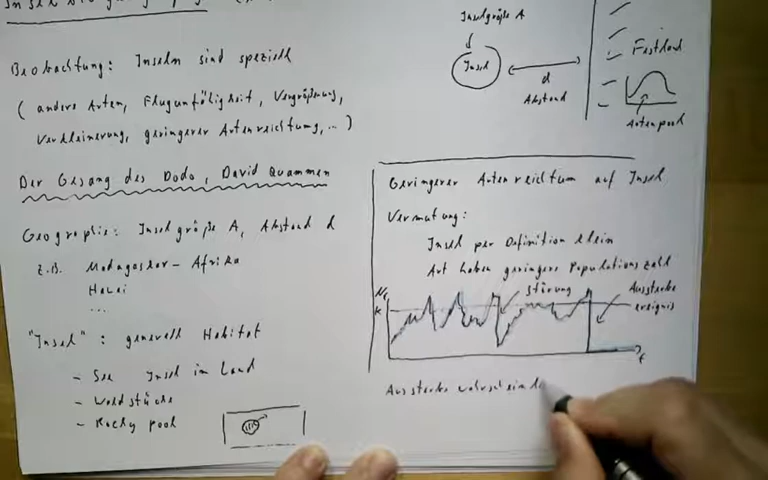 Beobachtung: Inseln sind speziell
(andere Arten, Flugunfähigkeit, Vergrößerung,
Verkleinerung, geringerer Artenreichtum, ...)
Der Gesang des Dodo, David Quammen
Geographie: Inselgröße A, Abstand d
z.B. Madagaskar - Afrika
Hawai
...
"Insel": generell Habitat
- See Insel im Land
- Waldstücke
- Rocky pool
Inselgröße A
Insel
d
Abstand
Festland
Artenpool
Geringerer Artenreichtum auf Insel
Vermutung:
Insel per Definition klein
Art haben geringere Populationszahl
N
K
Störung
Aussterbe
ereignis
t
Aussterbe